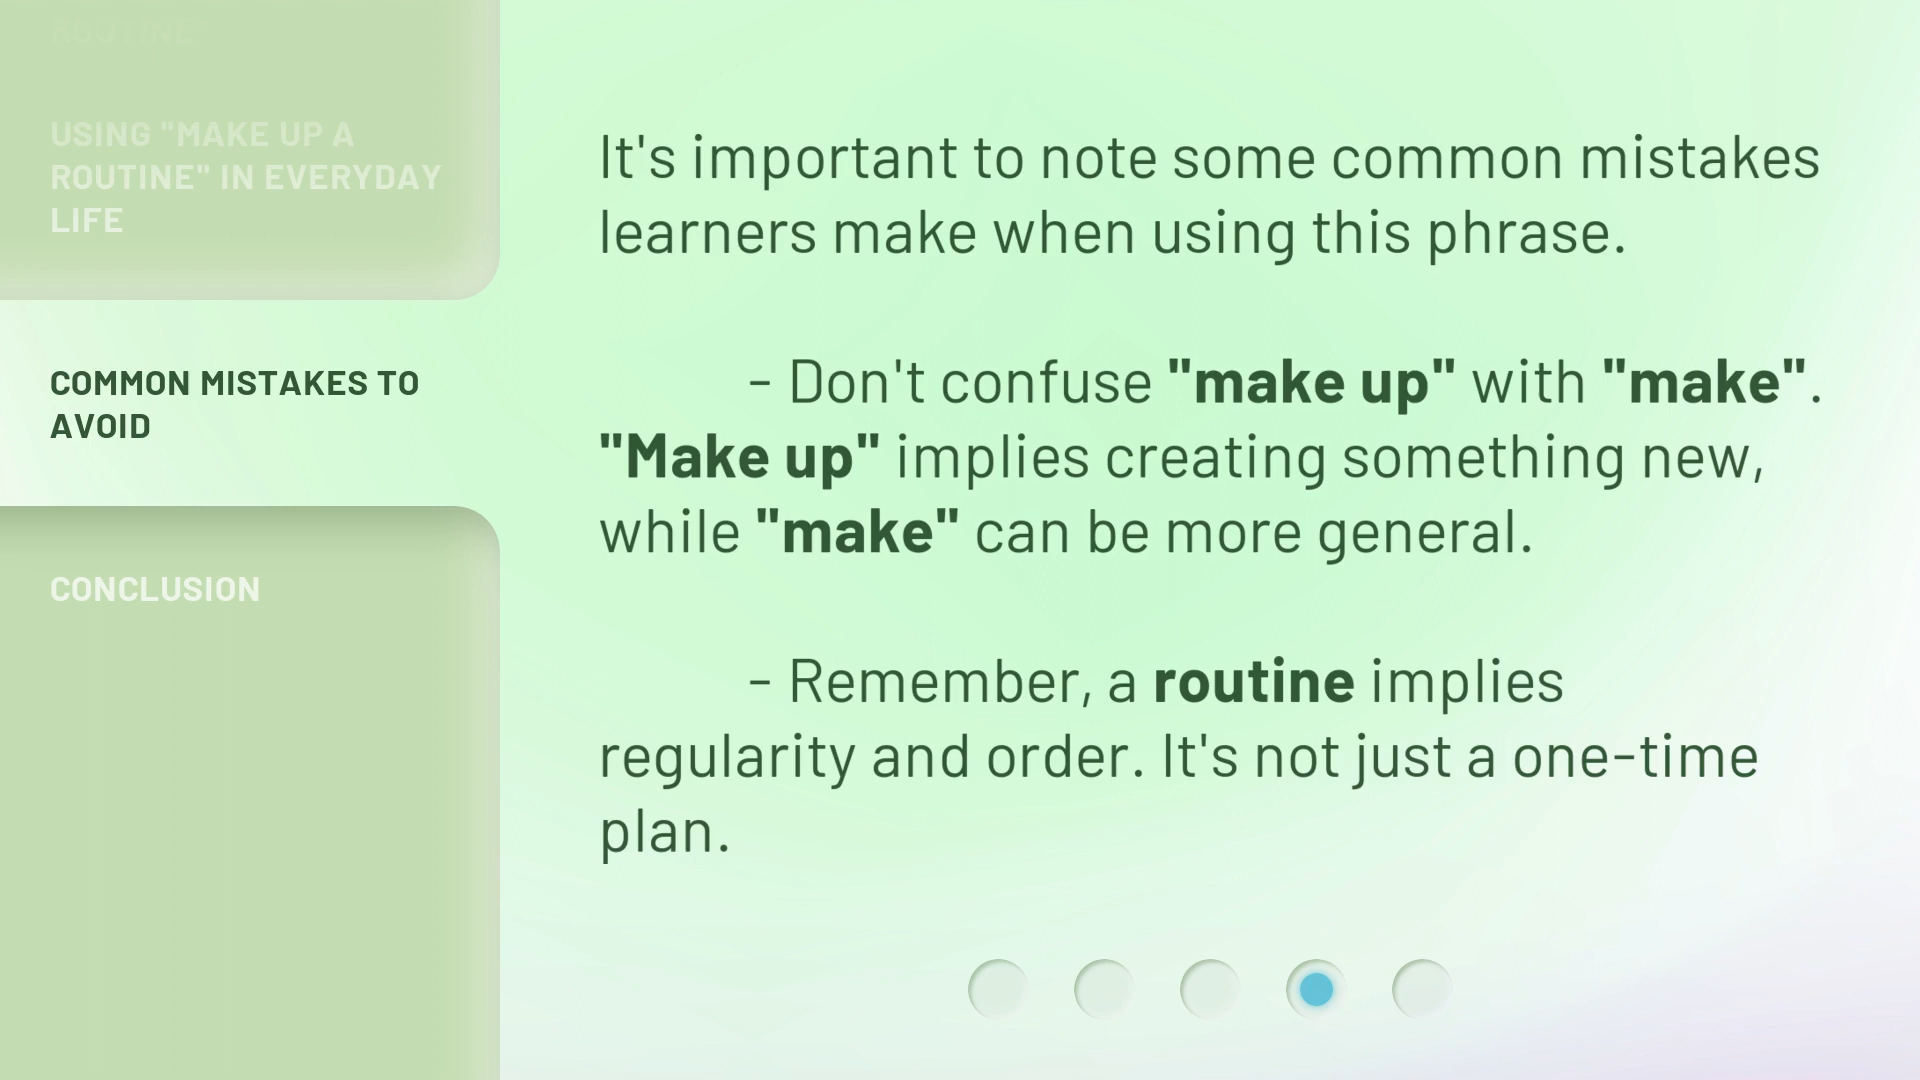 ROUTINE"
USING "MAKE UP A
ROUTINE" IN EVERYDAY
LIFE
COMMON MISTAKES TO
AVOID
CONCLUSION
It's important to note some common mistakes
learners make when using this phrase.
- Don't confuse "make up" with "make".
"Make up" implies creating something new,
while "make" can be more general.
- Remember, a routine implies
regularity and order. It's not just a one-time
plan.